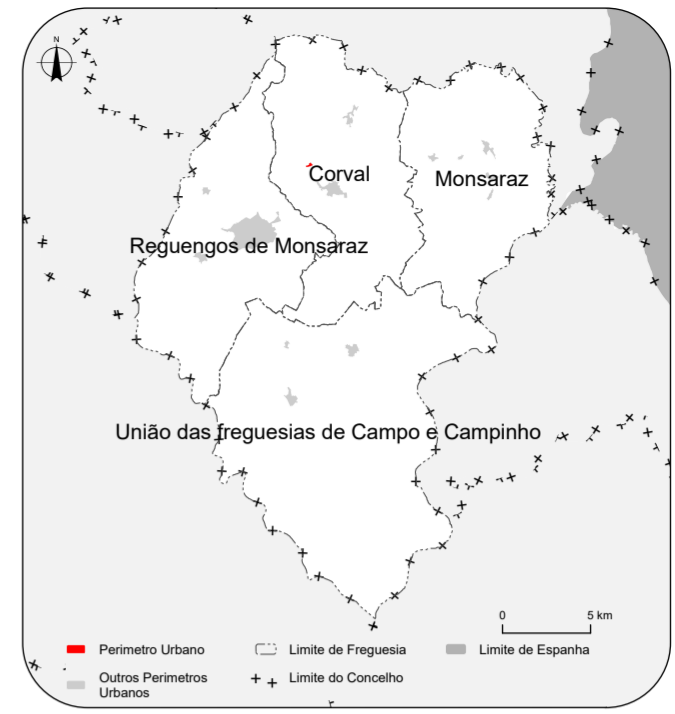 N
Corval
Monsaraz
Reguengos de Monsaraz
União das freguesias de Campo e Campinho
0 5 km
Perimetro Urbano
Limite de Freguesia
Limite de Espanha
Outros Perimetros
Urbanos
Limite do Concelho